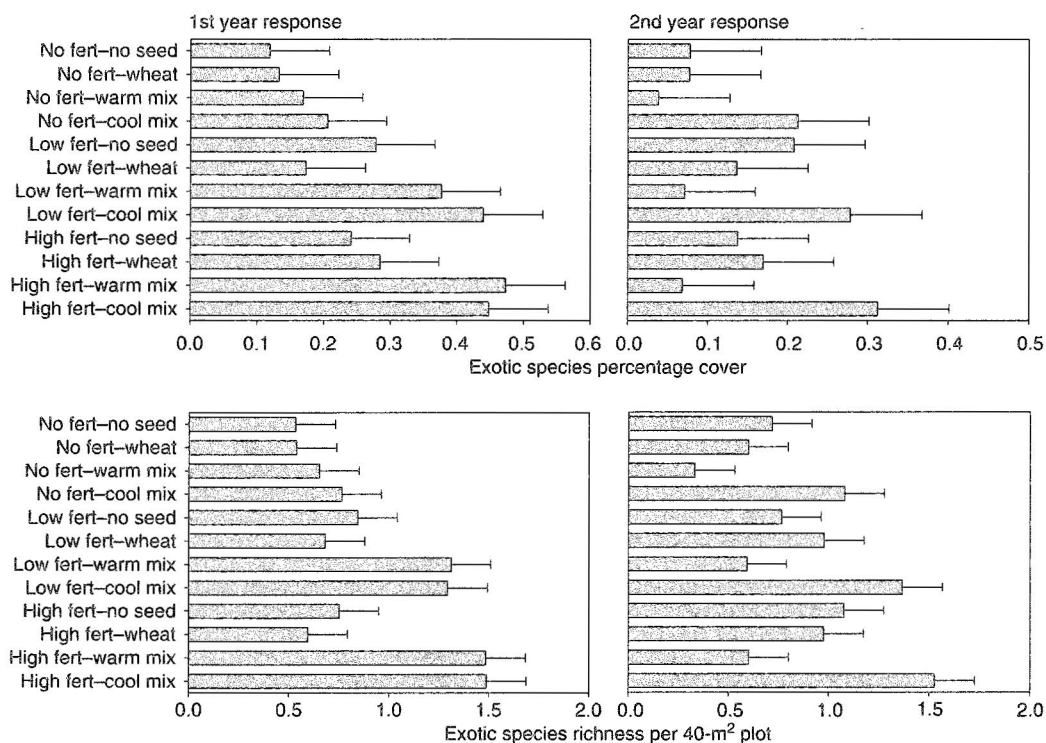 1st year response
2nd year response
No fert–no seed
No fert–wheat
No fert–warm mix
No fert–cool mix
Low fert–no seed
Low fert–wheat
Low fert–warm mix
Low fert–cool mix
High fert–no seed
High fert–wheat
High fert–warm mix
High fert–cool mix
0.0 0.1 0.2 0.3 0.4 0.5 0.6
0.0 0.1 0.2 0.3 0.4 0.5
Exotic species percentage cover
No fert–no seed
No fert–wheat
No fert–warm mix
No fert–cool mix
Low fert–no seed
Low fert–wheat
Low fert–warm mix
Low fert–cool mix
High fert–no seed
High fert–wheat
High fert–warm mix
High fert–cool mix
0.0 0.5 1.0 1.5 2.0
0.0 0.5 1.0 1.5 2.0
Exotic species richness per 40-m² plot